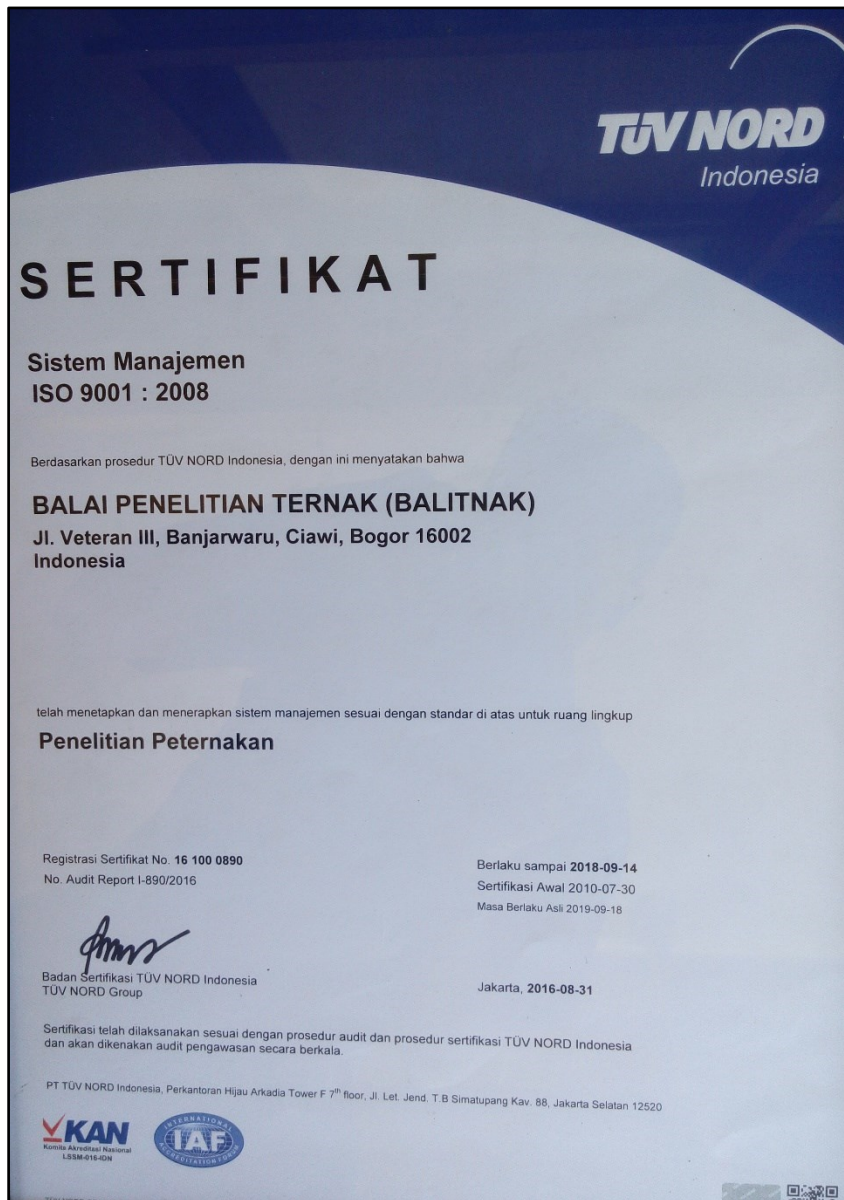 TÜV NORD
Indonesia
SERTIFIKAT
Sistem Manajemen
ISO 9001 : 2008
Berdasarkan prosedur TÜV NORD Indonesia, dengan ini menyatakan bahwa
BALAI PENELITIAN TERNAK (BALITNAK)
Jl. Veteran III, Banjarwaru, Ciawi, Bogor 16002
Indonesia
telah menetapkan dan menerapkan sistem manajemen sesuai dengan standar di atas untuk ruang lingkup
Penelitian Peternakan
Registrasi Sertifikat No. 16 100 0890
No. Audit Report I-890/2016
Berlaku sampai 2018-09-14
Sertifikasi Awal 2010-07-30
Masa Berlaku Asli 2019-09-18
Badan Sertifikasi TÜV NORD Indonesia
TÜV NORD Group
Jakarta, 2016-08-31
Sertifikasi telah dilaksanakan sesuai dengan prosedur audit dan prosedur sertifikasi TÜV NORD Indonesia
dan akan dikenakan audit pengawasan secara berkala.
PT TÜV NORD Indonesia, Perkantoran Hijau Arkadia Tower F 7th floor, Jl. Let. Jend. T.B Simatupang Kav. 88, Jakarta Selatan 12520
KAN
Komite Akreditasi Nasional
LSSM-016-IDN
INTERNATIONAL
IAF
ACCREDITATION FORUM